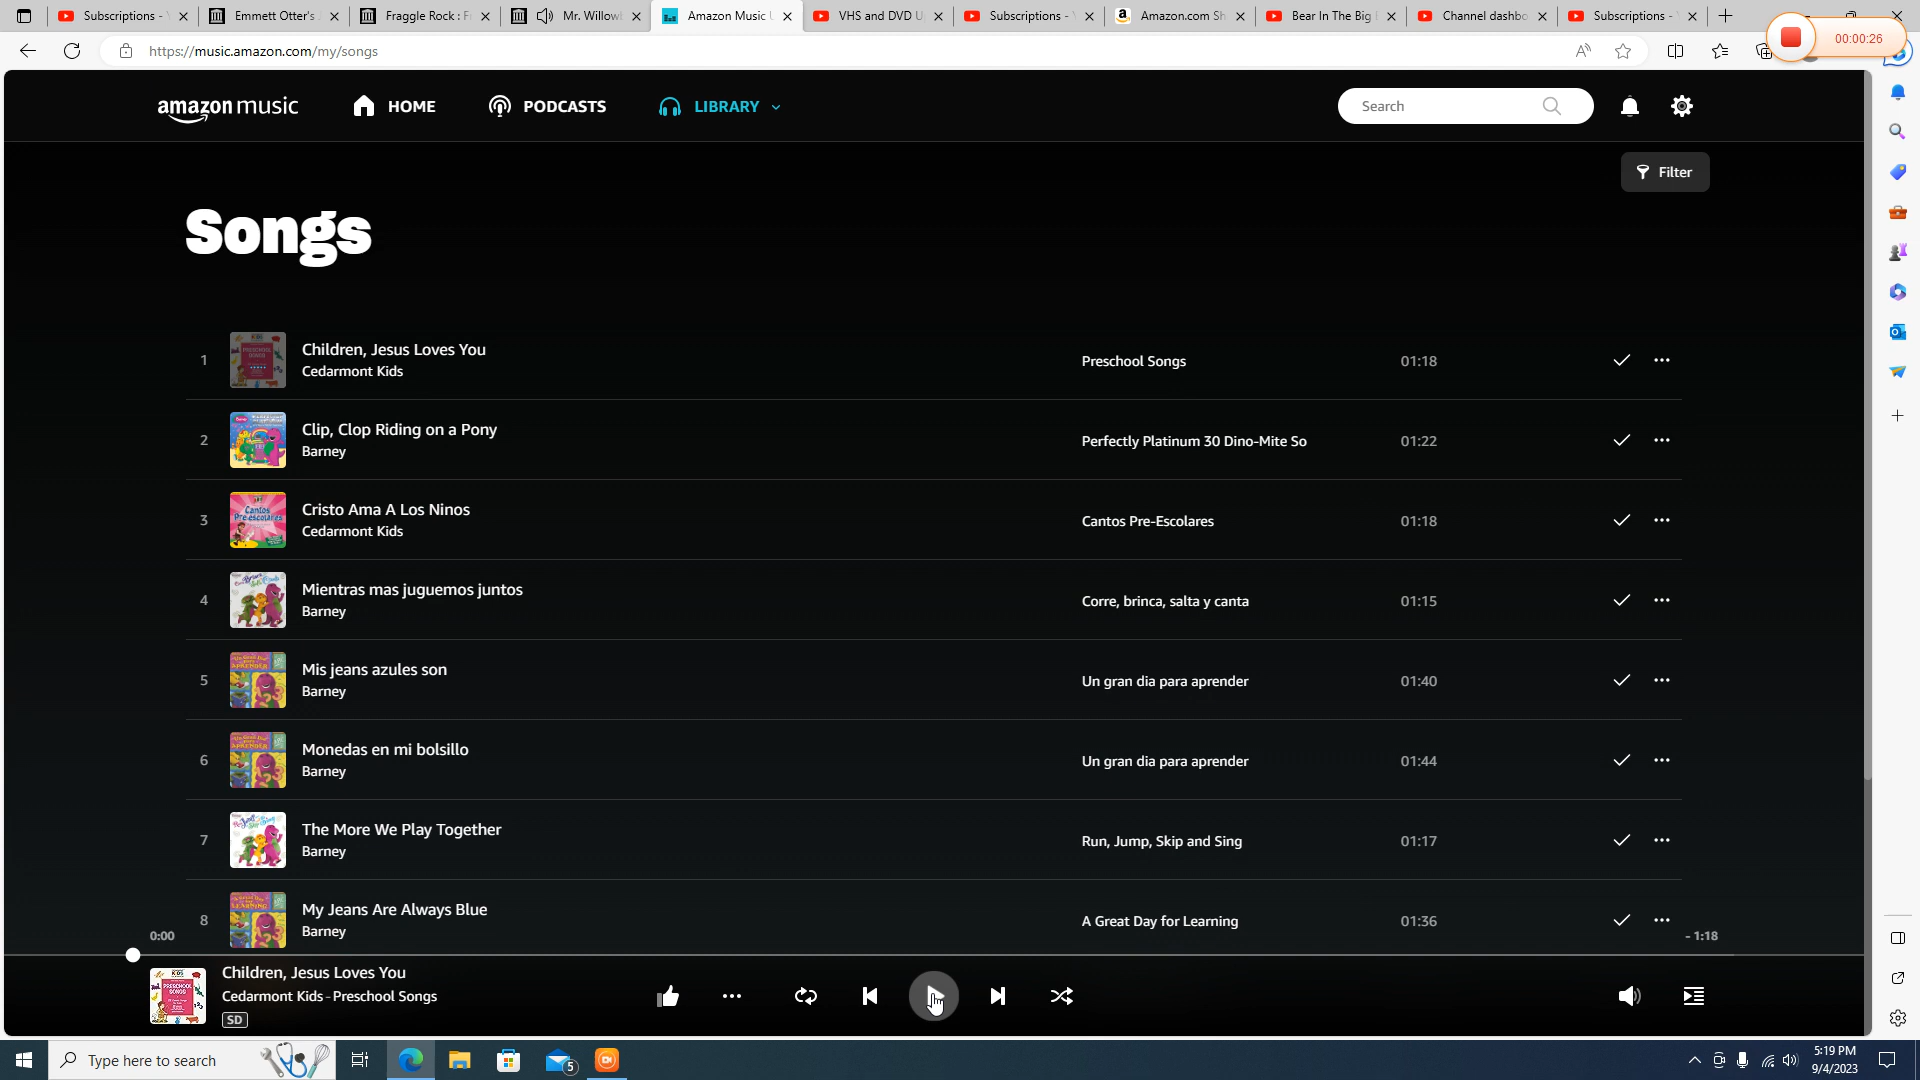 Subscriptions -
Emmett Otter's
Fraggle Rock : F
Mr. Willow
Amazon Music
VHS and DVD U
Subscriptions -
Amazon.com Sh
Bear In The Big
Channel dashbo
Subscriptions -
https://music.amazon.com/my/songs
00:00:26
amazon music
HOME
PODCASTS
LIBRARY
Search
Filter
Songs
1
Children, Jesus Loves You
Cedarmont Kids
Preschool Songs
01:18
2
Clip, Clop Riding on a Pony
Barney
Perfectly Platinum 30 Dino-Mite So
01:22
3
Cristo Ama A Los Ninos
Cedarmont Kids
Cantos Pre-Escolares
01:18
4
Mientras mas juguemos juntos
Barney
Corre, brinca, salta y canta
01:15
5
Mis jeans azules son
Barney
Un gran dia para aprender
01:40
6
Monedas en mi bolsillo
Barney
Un gran dia para aprender
01:44
7
The More We Play Together
Barney
Run, Jump, Skip and Sing
01:17
8
My Jeans Are Always Blue
Barney
A Great Day for Learning
01:36
0:00
- 1:18
Children, Jesus Loves You
Cedarmont Kids - Preschool Songs
SD
Type here to search
5
5:19 PM
9/4/2023